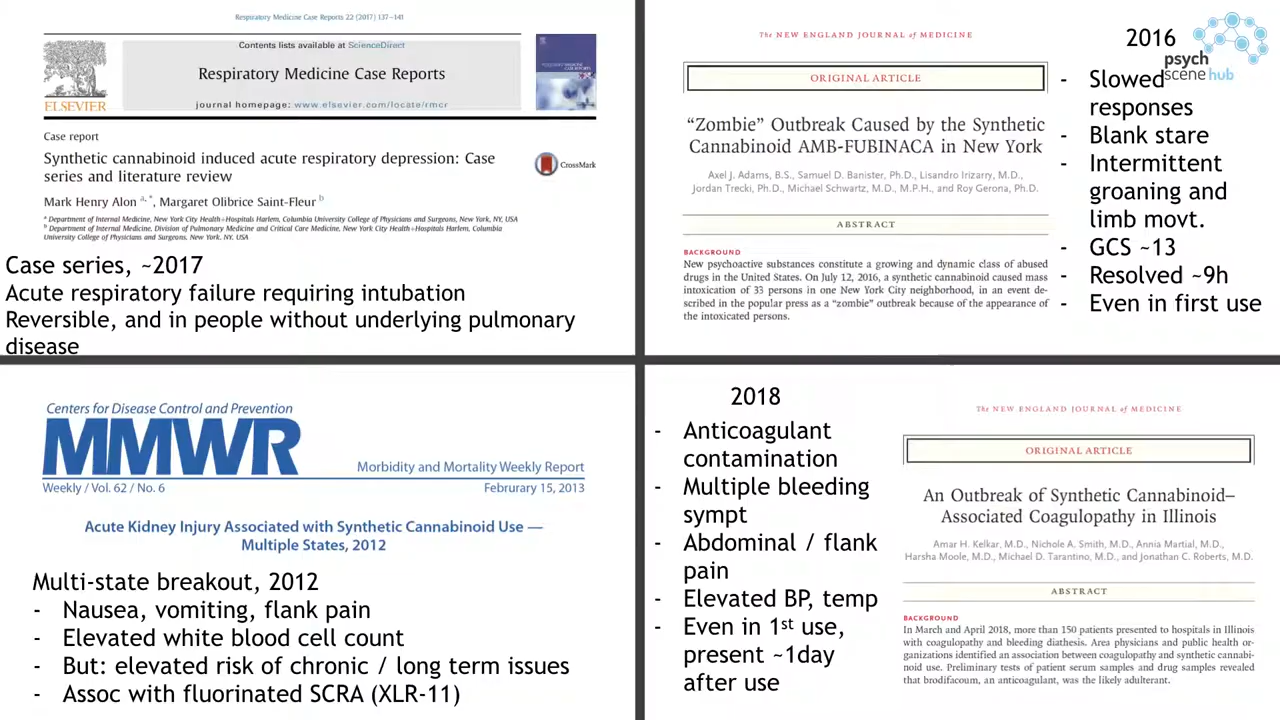 Respiratory Medicine Case Reports 22 (2017) 137–141
Contents lists available at ScienceDirect
Respiratory Medicine Case Reports
journal homepage: www.elsevier.com/locate/rmcr
ELSEVIER
Case report
Synthetic cannabinoid induced acute respiratory depression: Case
series and literature review
CrossMark
Mark Henry Alon a, *, Margaret Olibrice Saint-Fleur b
a Department of Internal Medicine, New York City Health+Hospitals Harlem, Columbia University College of Physicians and Surgeons, New York, NY, USA
b Department of Internal Medicine, Division of Pulmonary Medicine and Critical Care Medicine, New York City Health+Hospitals Harlem, Columbia
University College of Physicians and Surgeons, New York, NY, USA
Case series, ~2017
Acute respiratory failure requiring intubation
Reversible, and in people without underlying pulmonary
disease
The NEW ENGLAND JOURNAL of MEDICINE
ORIGINAL ARTICLE
“Zombie” Outbreak Caused by the Synthetic
Cannabinoid AMB-FUBINACA in New York
Axel J. Adams, B.S., Samuel D. Banister, Ph.D., Lisandro Irizarry, M.D.,
Jordan Trecki, Ph.D., Michael Schwartz, M.D., M.P.H., and Roy Gerona, Ph.D.
ABSTRACT
BACKGROUND
New psychoactive substances constitute a growing and dynamic class of abused
drugs in the United States. On July 12, 2016, a synthetic cannabinoid caused mass
intoxication of 33 persons in one New York City neighborhood, in an event de-
scribed in the popular press as a “zombie” outbreak because of the appearance of
the intoxicated persons.
2016
psych
scene hub
- Slowed
responses
- Blank stare
- Intermittent
groaning and
limb movt.
- GCS ~13
- Resolved ~9h
- Even in first use
Centers for Disease Control and Prevention
MMWR
Morbidity and Mortality Weekly Report
Weekly / Vol. 62 / No. 6
Februrary 15, 2013
Acute Kidney Injury Associated with Synthetic Cannabinoid Use —
Multiple States, 2012
Multi-state breakout, 2012
- Nausea, vomiting, flank pain
- Elevated white blood cell count
- But: elevated risk of chronic / long term issues
- Assoc with fluorinated SCRA (XLR-11)
2018
- Anticoagulant
contamination
- Multiple bleeding
sympt
- Abdominal / flank
pain
- Elevated BP, temp
- Even in 1st use,
present ~1day
after use
The NEW ENGLAND JOURNAL of MEDICINE
ORIGINAL ARTICLE
An Outbreak of Synthetic Cannabinoid–
Associated Coagulopathy in Illinois
Amar H. Kelkar, M.D., Nichole A. Smith, M.D., Annia Martial, M.D.,
Harsha Moole, M.D., Michael D. Tarantino, M.D., and Jonathan C. Roberts, M.D.
ABSTRACT
BACKGROUND
In March and April 2018, more than 150 patients presented to hospitals in Illinois
with coagulopathy and bleeding diathesis. Area physicians and public health or-
ganizations identified an association between coagulopathy and synthetic cannabi-
noid use. Preliminary tests of patient serum samples and drug samples revealed
that brodifacoum, an anticoagulant, was the likely adulterant.